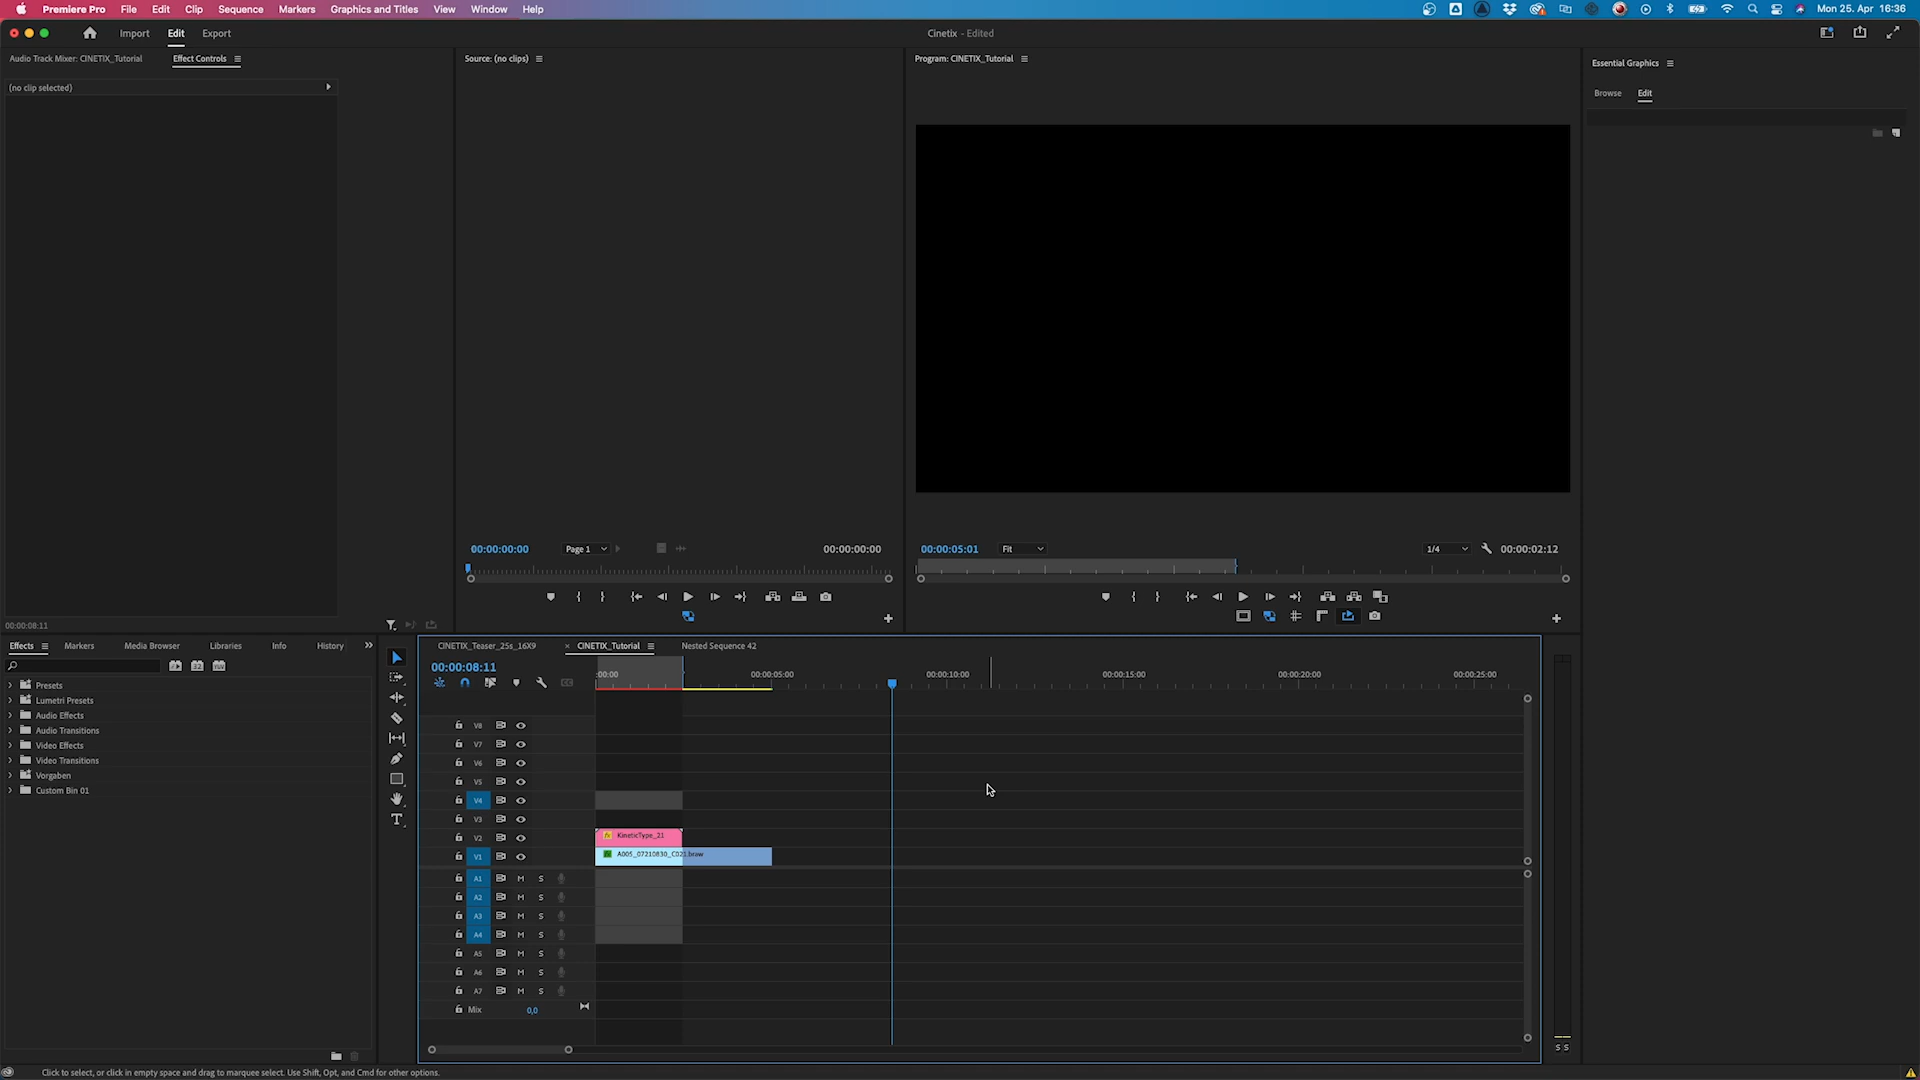 Premiere Pro File Edit Clip Sequence Markers Graphics and Titles View Window Help Mon 25. Apr 16:36
Import Edit Export Cinetix - Edited
Audio Track Mixer: CINETIX_Tutorial Effect Controls Source: (no clips) Program: CINETIX_Tutorial Essential Graphics
(no clip selected) Browse Edit
00:00:00:00 Page 1 00:00:00:00 00:00:05:01 Fit 1/4 00:00:02:12
00:00:08:11
Effects Markers Media Browser Libraries Info History CINETIX_Teaser_25s_16X9 CINETIX_Tutorial Nested Sequence 42
00:00:08:11
:00:00 00:00:05:00 00:00:10:00 00:00:15:00 00:00:20:00 00:00:25:00
Presets
Lumetri Presets
Audio Effects
Audio Transitions
Video Effects
Video Transitions
Vorgaben
Custom Bin 01
V8
V7
V6
V5
V4
V3
V2 KineticType_21
V1 A005_07210830_C021.braw
A1 M S
A2 M S
A3 M S
A4 M S
A5 M S
A6 M S
A7 M S
Mix 0,0
S S
Click to select, or click in empty space and drag to marquee select. Use Shift, Opt, and Cmd for other options.